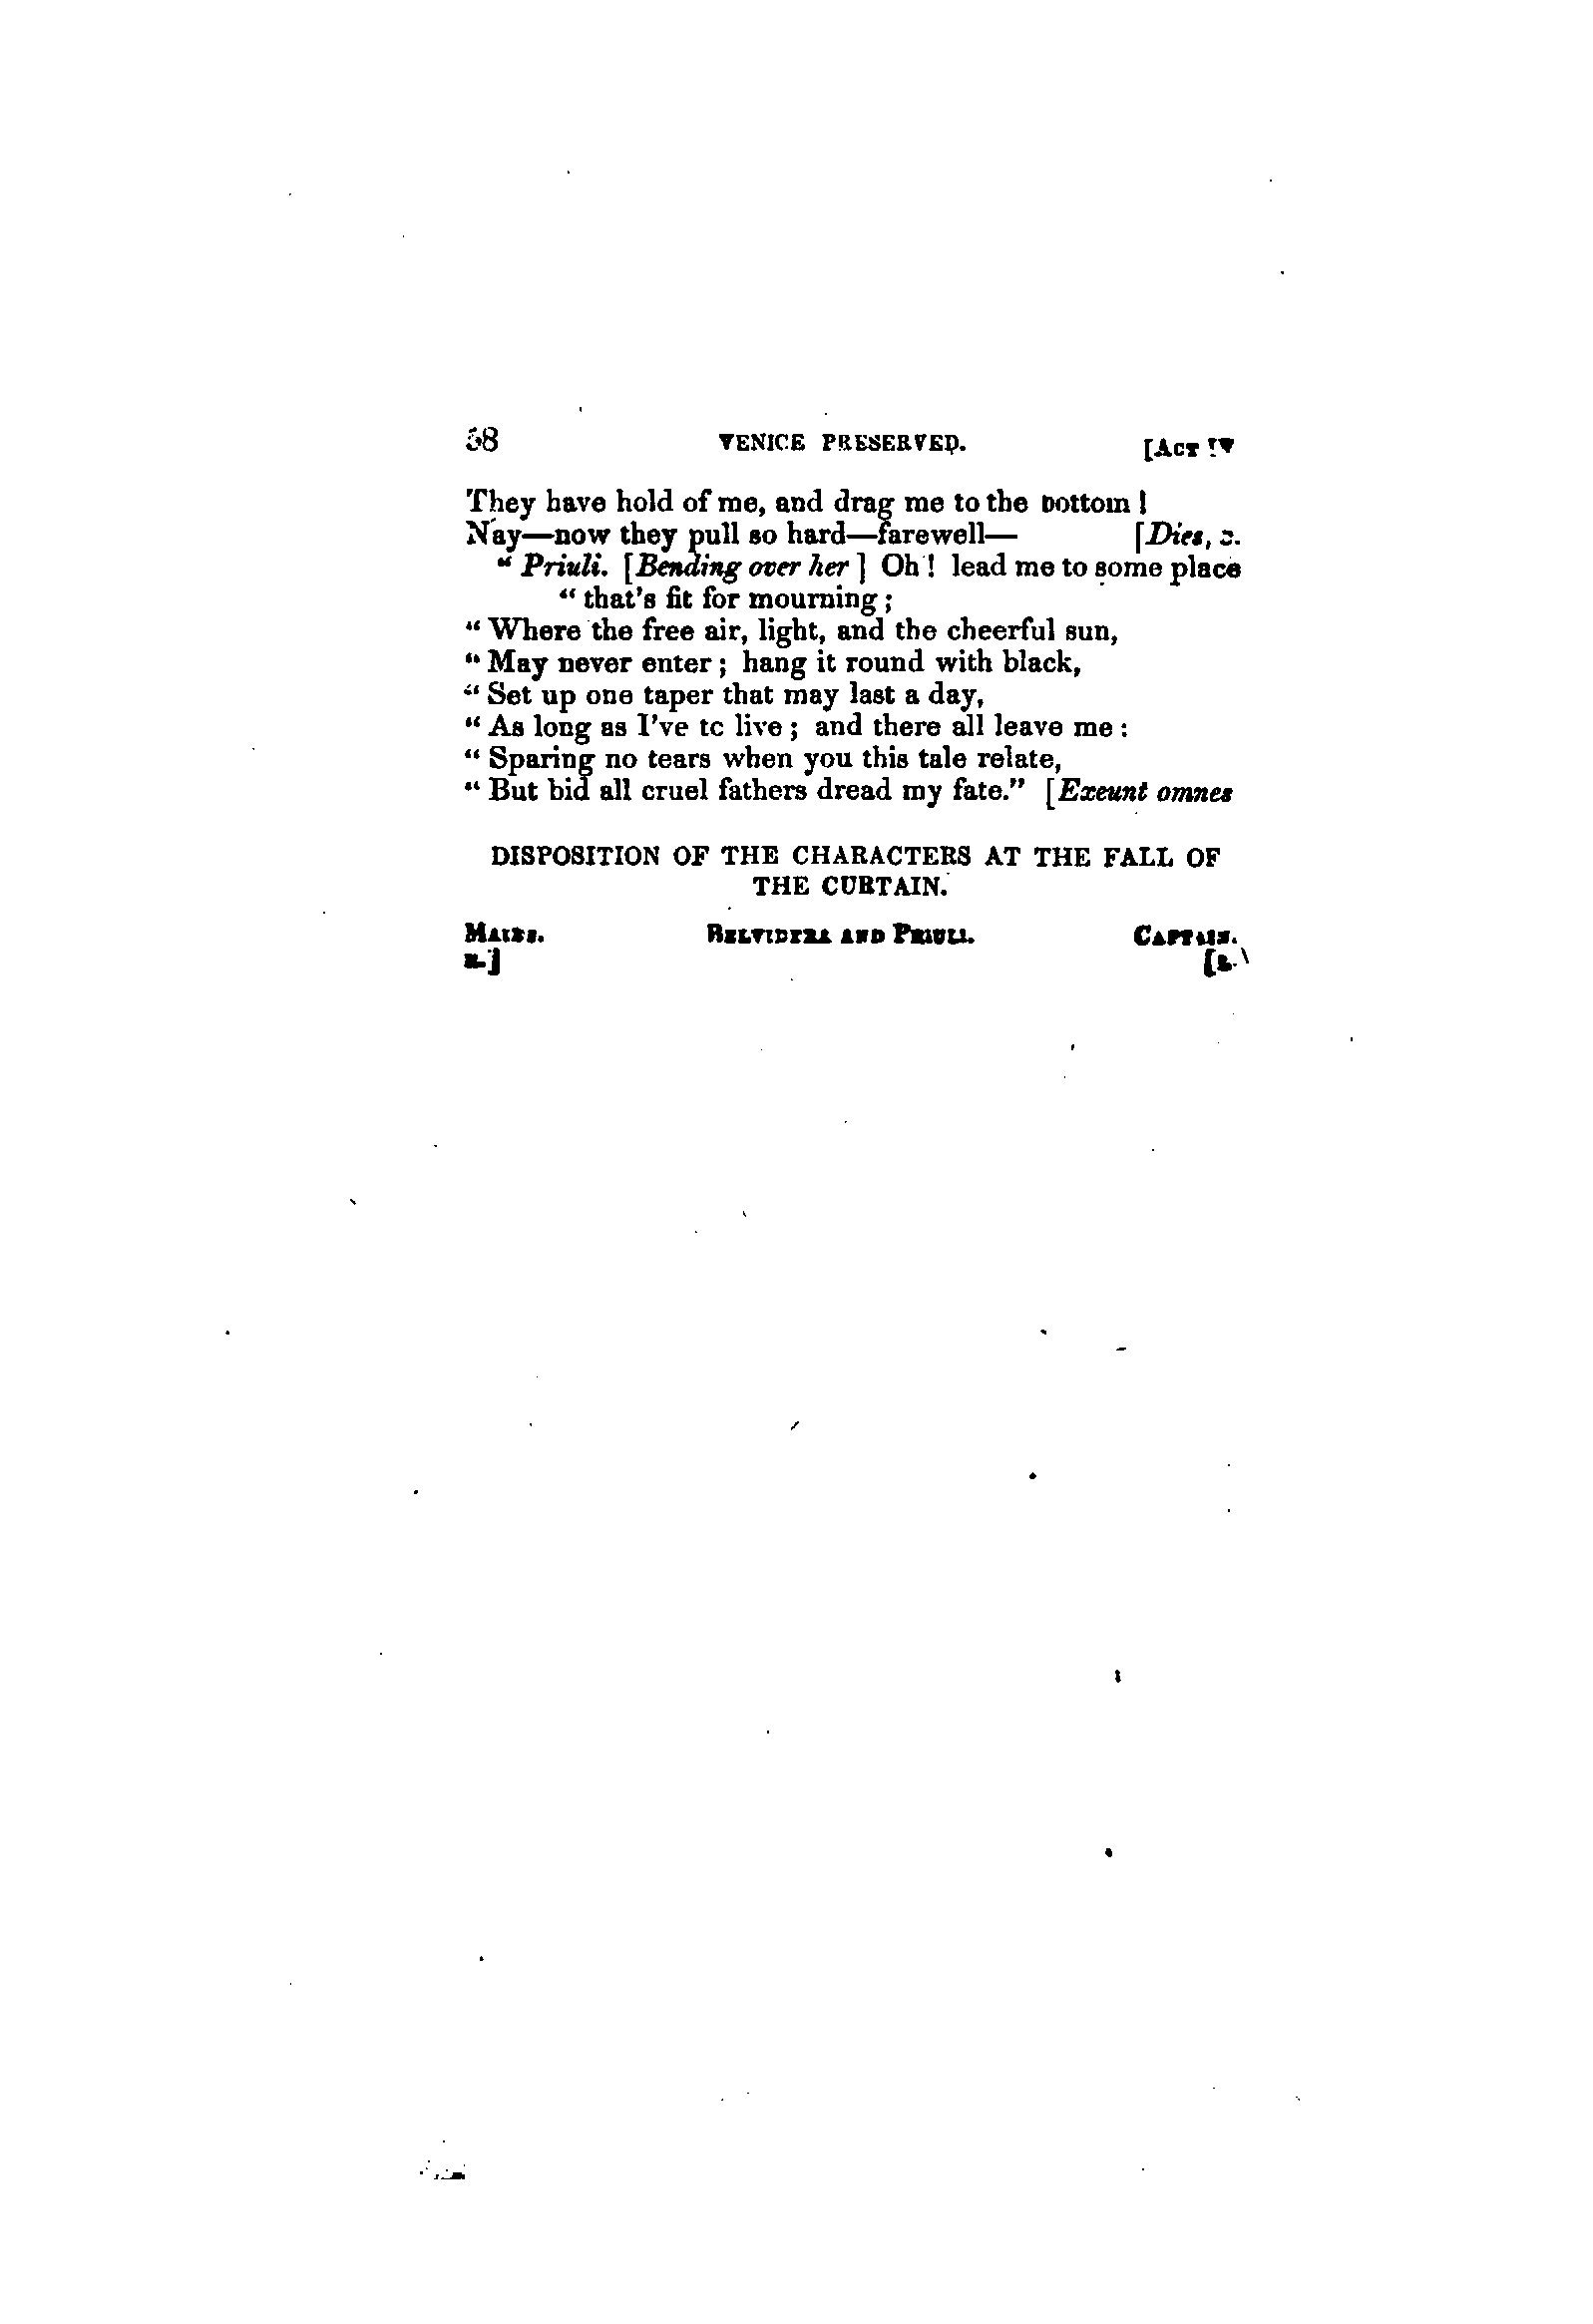 58 VENICE PRESERVED. [ACT IV
They have hold of me, and drag me to the bottom!
Nay—now they pull so hard—farewell— [Dies, C.
" Priuli. [Bending over her] Oh! lead me to some place
" that's fit for mourning;
" Where the free air, light, and the cheerful sun,
" May never enter; hang it round with black,
" Set up one taper that may last a day,
" As long as I've to live; and there all leave me:
" Sparing no tears when you this tale relate,
" But bid all cruel fathers dread my fate." [Exeunt omnes
DISPOSITION OF THE CHARACTERS AT THE FALL OF
THE CURTAIN.
MALES. BELVIDERA AND PRIULI. CAPTAIN.
R.] [L.